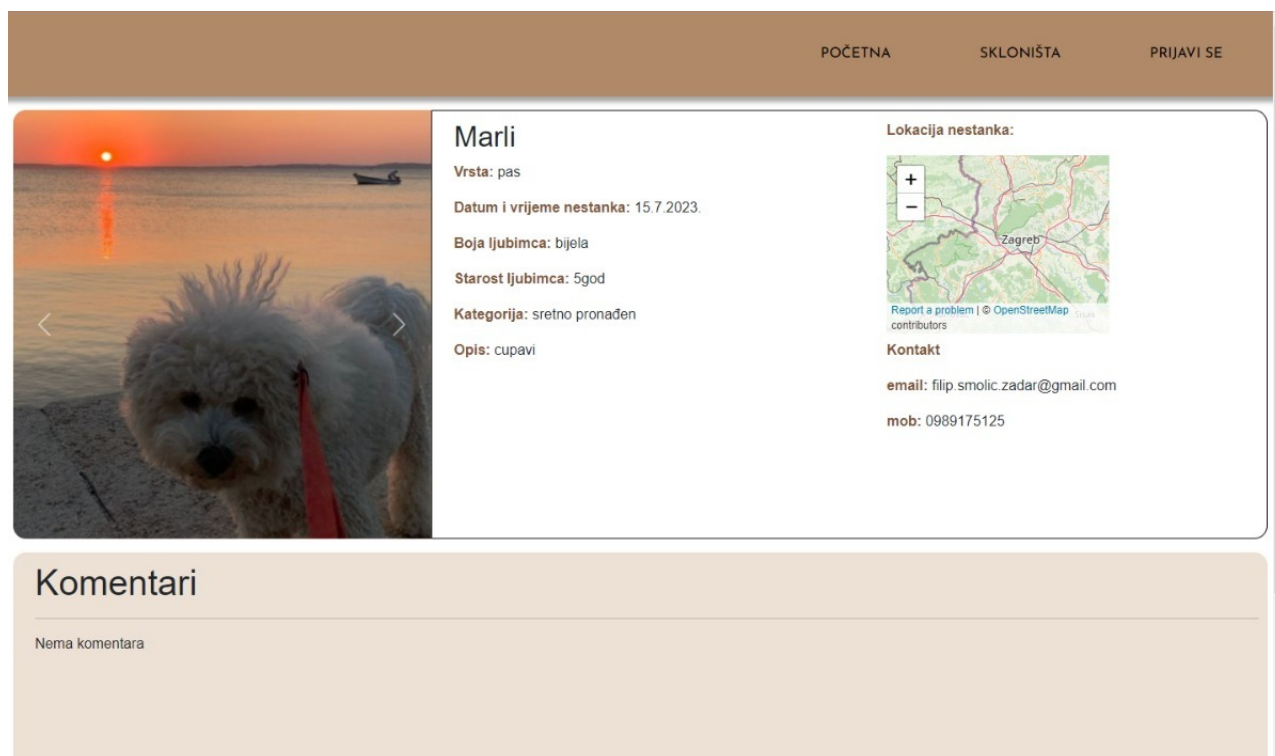 POČETNA SKLONIŠTA PRIJAVI SE
Marli
Vrsta: pas
Datum i vrijeme nestanka: 15.7.2023.
Boja ljubimca: bijela
Starost ljubimca: 5god
Kategorija: sretno pronađen
Opis: cupavi
Lokacija nestanka:
+
−
Zagreb
Report a problem | © OpenStreetMap
contributors
Kontakt
email: filip.smolic.zadar@gmail.com
mob: 0989175125
Komentari
Nema komentara